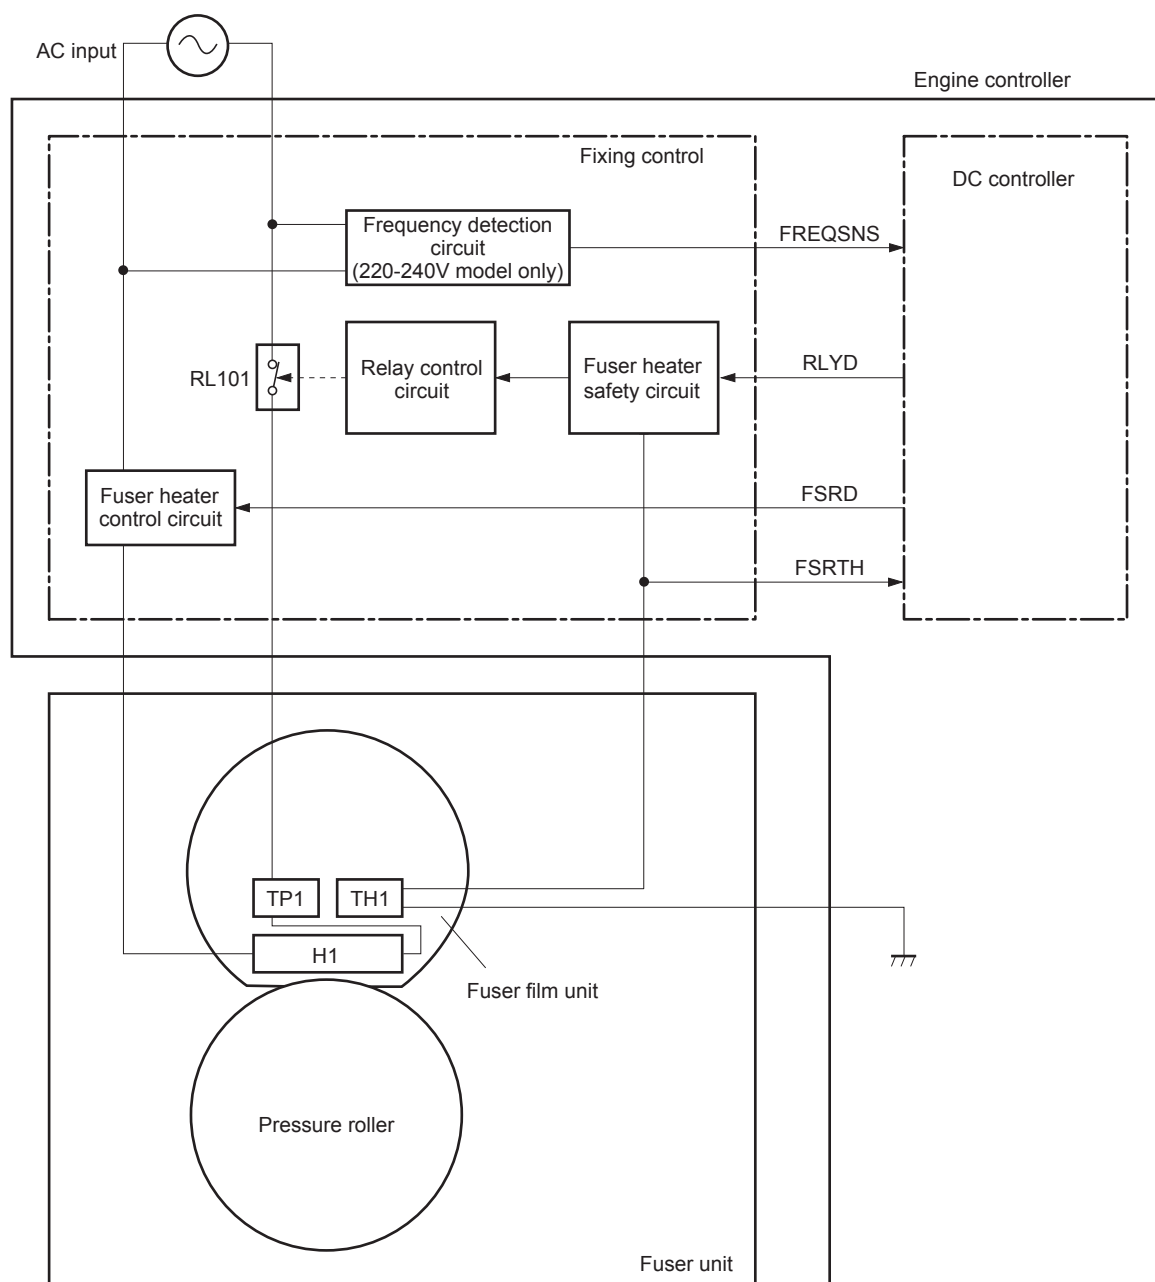 AC input
Engine controller
Fixing control
DC controller
Frequency detection
circuit
(220-240V model only)
FREQSNS
RL101
Relay control
circuit
Fuser heater
safety circuit
RLYD
Fuser heater
control circuit
FSRD
FSRTH
TP1
TH1
H1
Fuser film unit
Pressure roller
Fuser unit